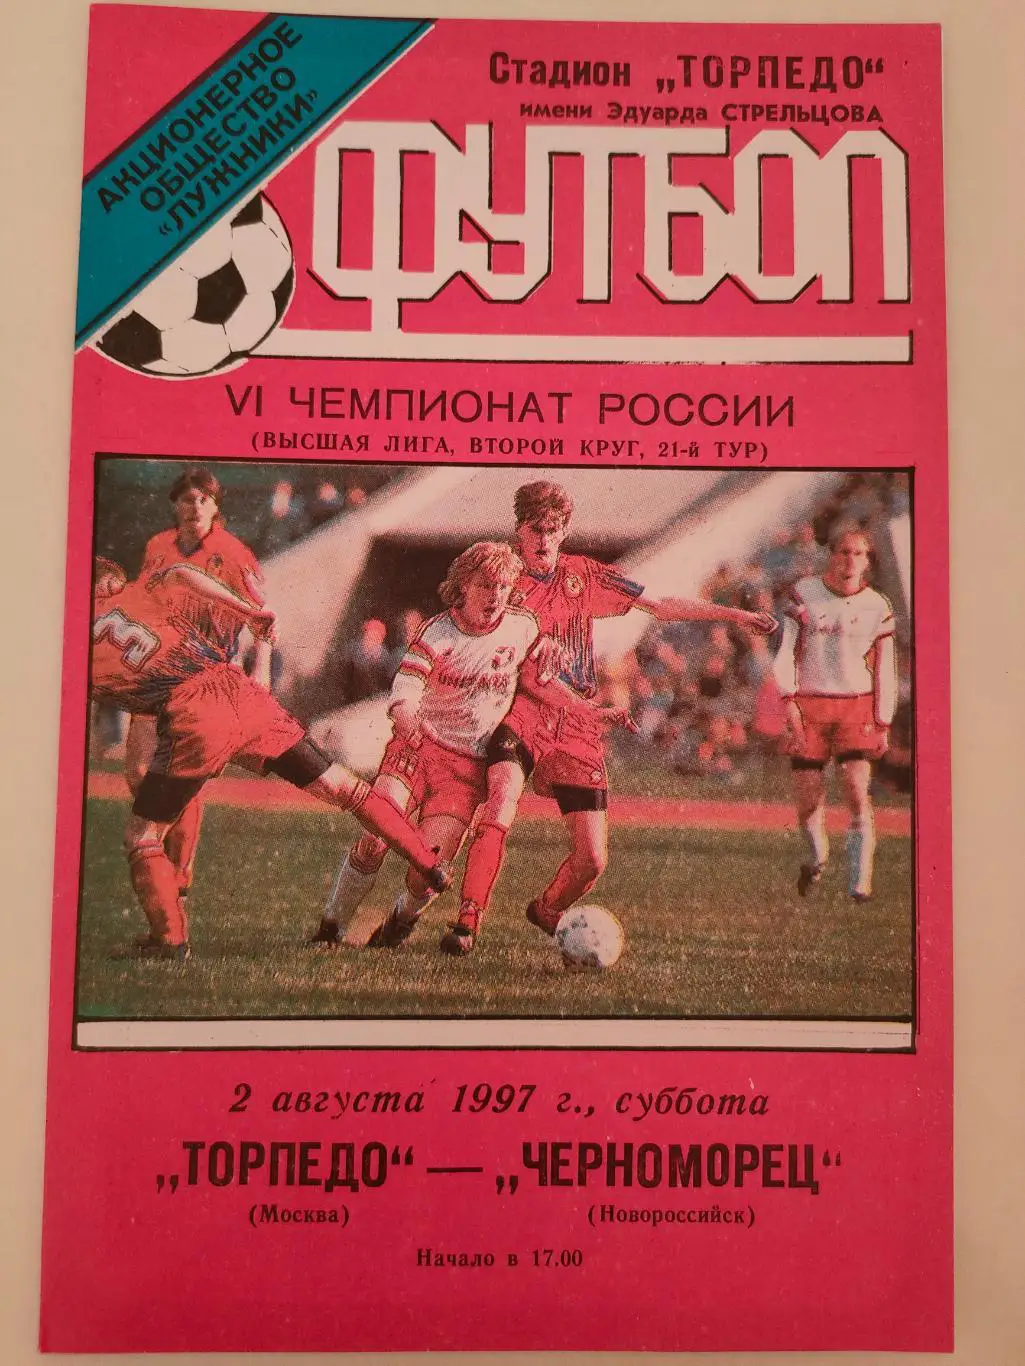 АКЦИОНЕРНОЕ
ОБЩЕСТВО
«ЛУЖНИКИ»
Стадион „ТОРПЕДО“
имени Эдуарда СТРЕЛЬЦОВА
ФУТБОЛ
VI ЧЕМПИОНАТ РОССИИ
(ВЫСШАЯ ЛИГА, ВТОРОЙ КРУГ, 21-й ТУР)
3
2 августа 1997 г., суббота
„ТОРПЕДО“ — „ЧЕРНОМОРЕЦ“
(Москва) (Новороссийск)
Начало в 17.00